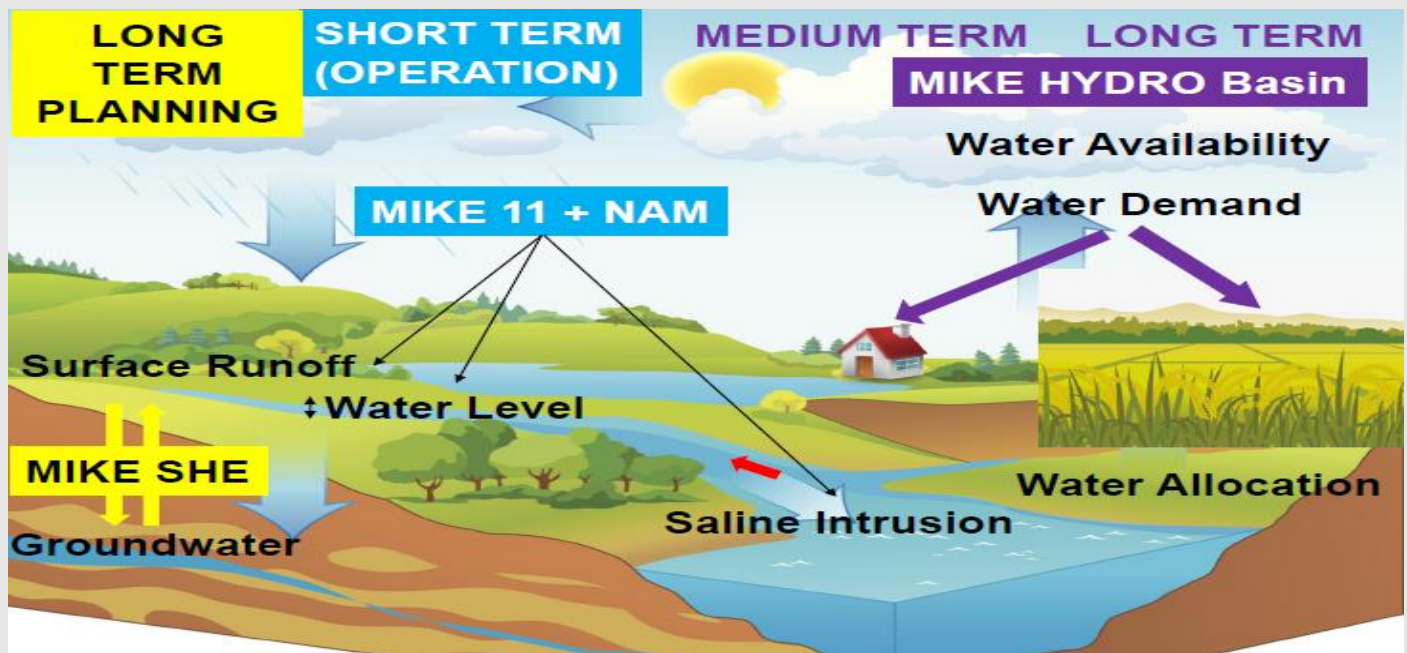 LONG
TERM
PLANNING
SHORT TERM
(OPERATION)
MEDIUM TERM LONG TERM
MIKE HYDRO Basin
Water Availability
Water Demand
MIKE 11 + NAM
Surface Runoff
Water Level
MIKE SHE
Groundwater
Saline Intrusion
Water Allocation